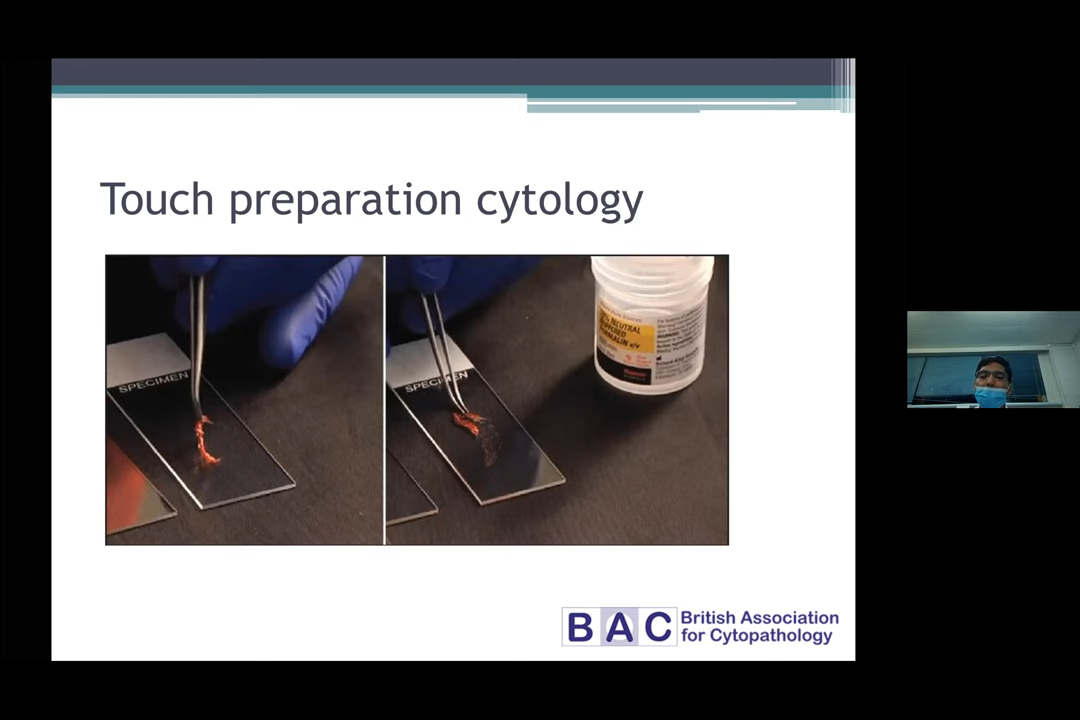 Touch preparation cytology
SPECIMEN
SPECIMEN
NEUTRAL
BUFFERED
FORMALIN
BAC
British Association
for Cytopathology